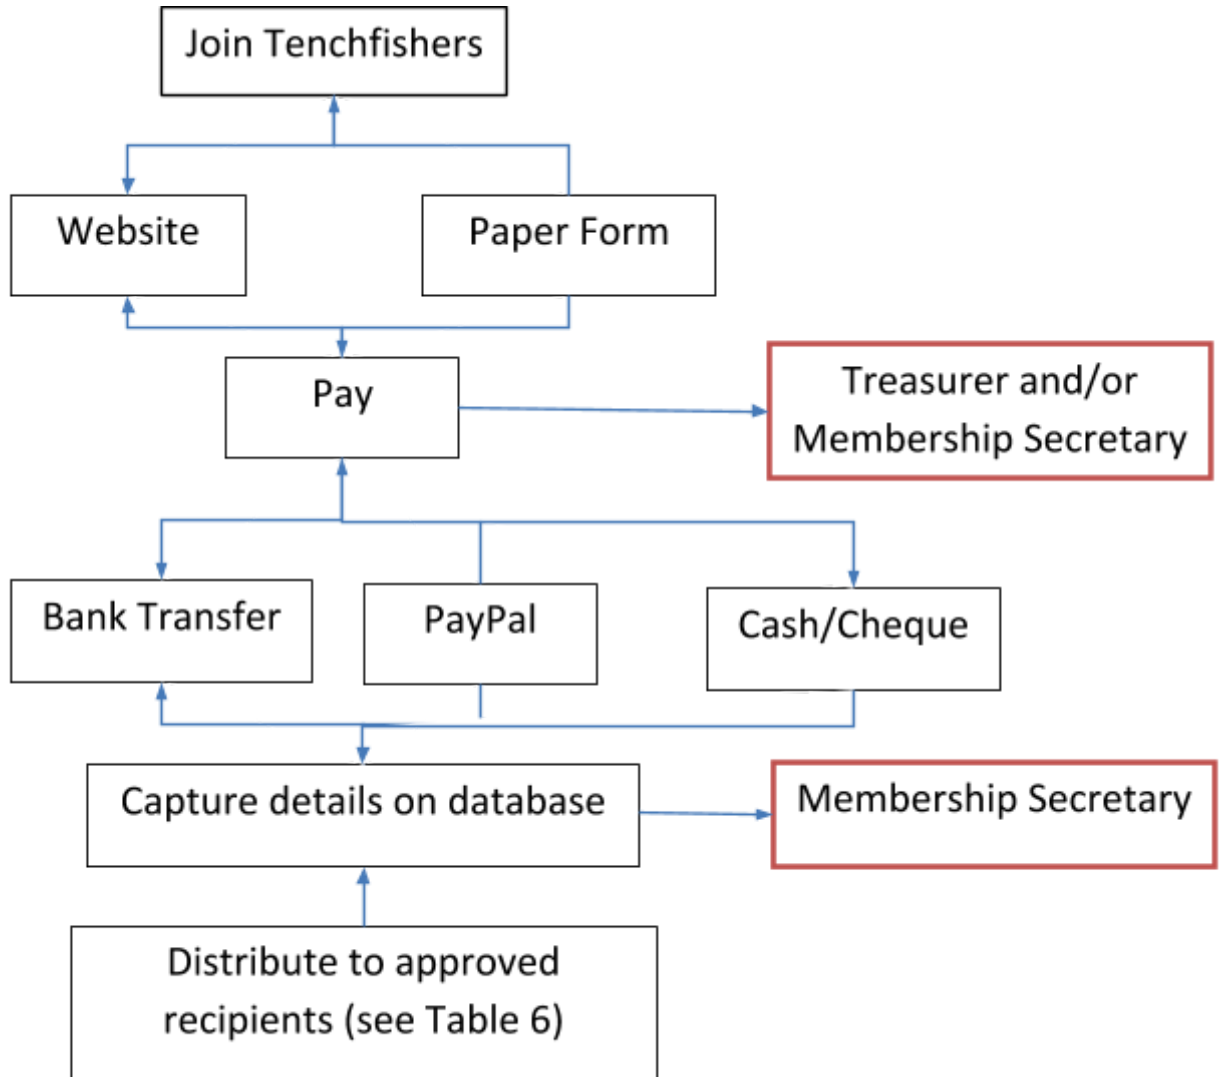 Join Tenchfishers
Website
Paper Form
Pay
Treasurer and/or
Membership Secretary
Bank Transfer
PayPal
Cash/Cheque
Capture details on database
Membership Secretary
Distribute to approved
recipients (see Table 6)